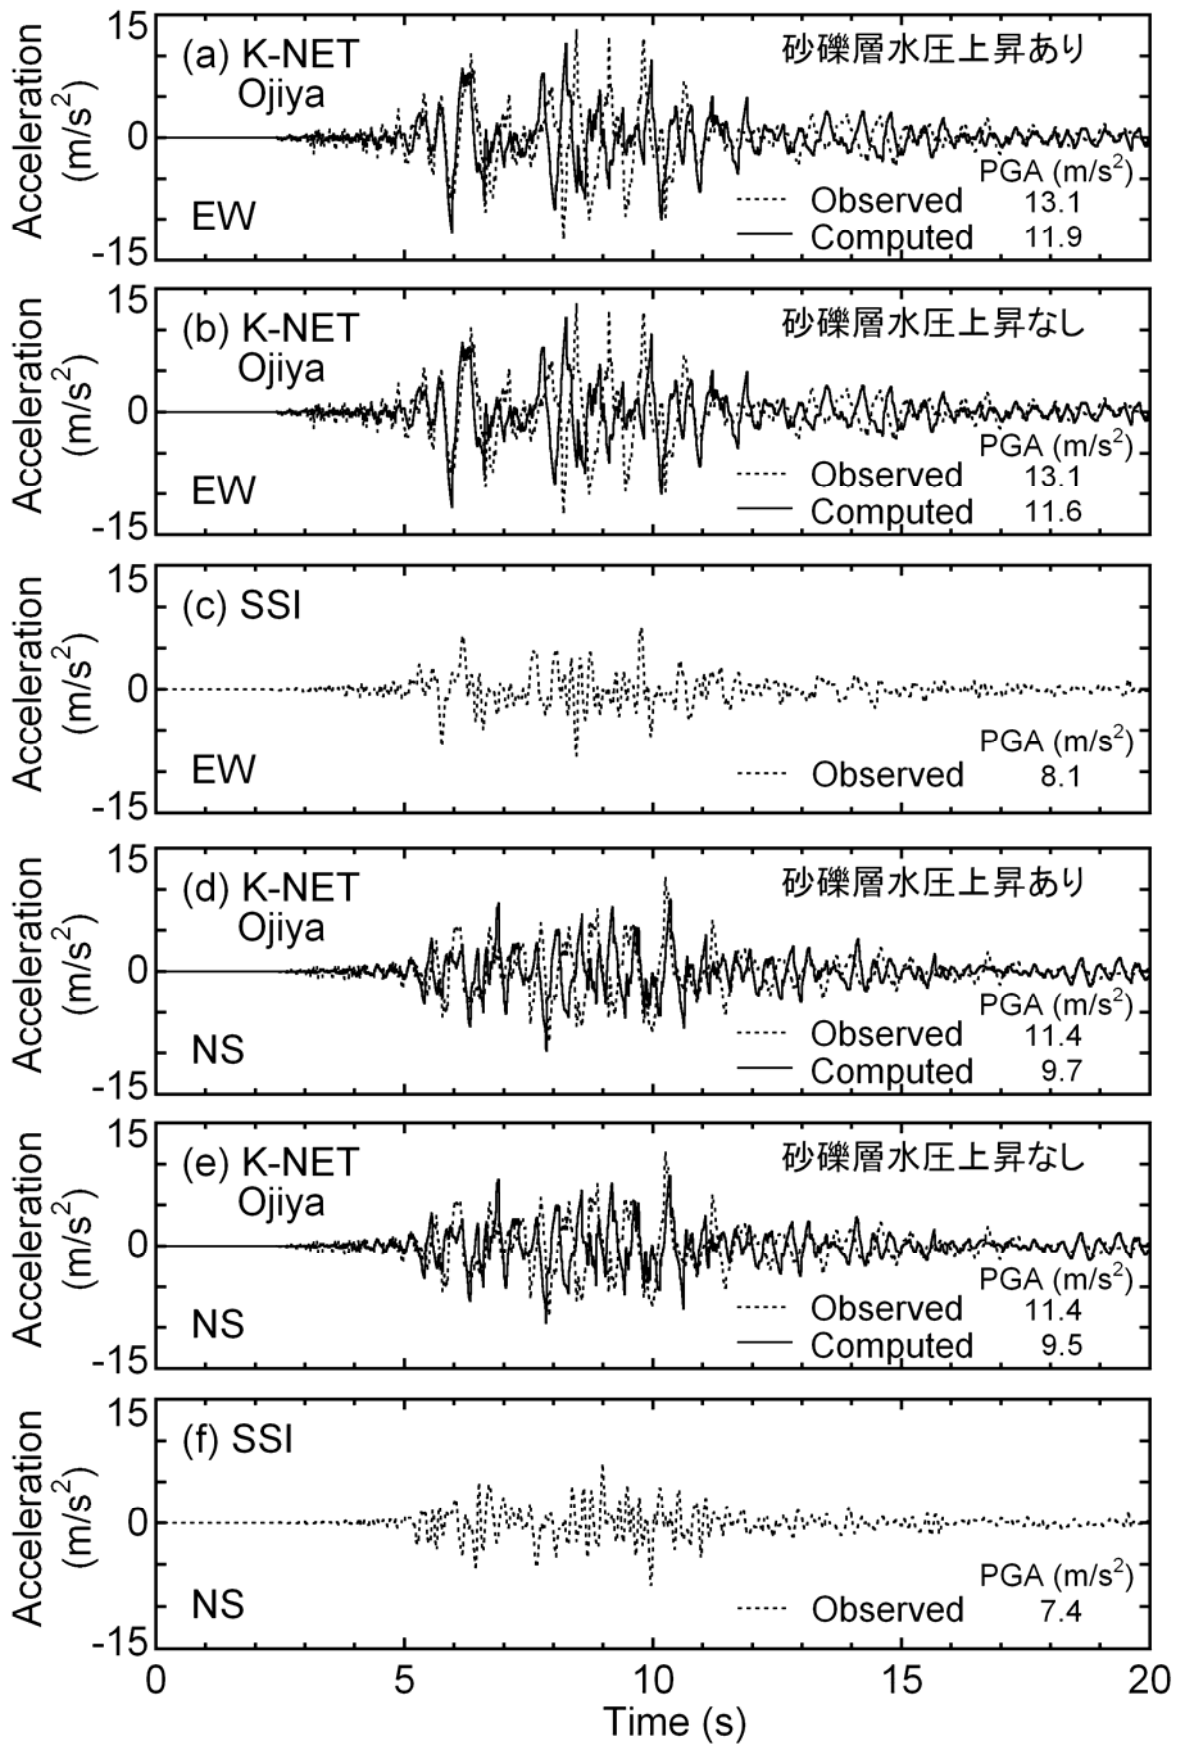 15
(a) K-NET
Ojiya
砂礫層水圧上昇あり
Acceleration
(m/s²)
0
PGA (m/s²)
EW
Observed 13.1
Computed 11.9
-15
15
(b) K-NET
Ojiya
砂礫層水圧上昇なし
Acceleration
(m/s²)
0
PGA (m/s²)
EW
Observed 13.1
Computed 11.6
-15
15
(c) SSI
Acceleration
(m/s²)
0
PGA (m/s²)
EW
Observed 8.1
-15
15
(d) K-NET
Ojiya
砂礫層水圧上昇あり
Acceleration
(m/s²)
0
PGA (m/s²)
NS
Observed 11.4
Computed 9.7
-15
15
(e) K-NET
Ojiya
砂礫層水圧上昇なし
Acceleration
(m/s²)
0
PGA (m/s²)
NS
Observed 11.4
Computed 9.5
-15
15
(f) SSI
Acceleration
(m/s²)
0
PGA (m/s²)
NS
Observed 7.4
-15
0 5 10 15 20
Time (s)